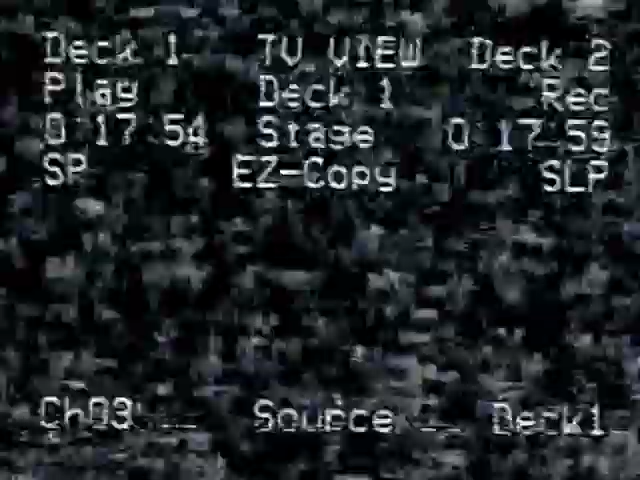 Deck 1 TV VIEW Deck 2
Play Deck 1 Rec
0 17 54 Stage 0 17 59
SP EZ-Copy SLP
Ch03 Source Deck1